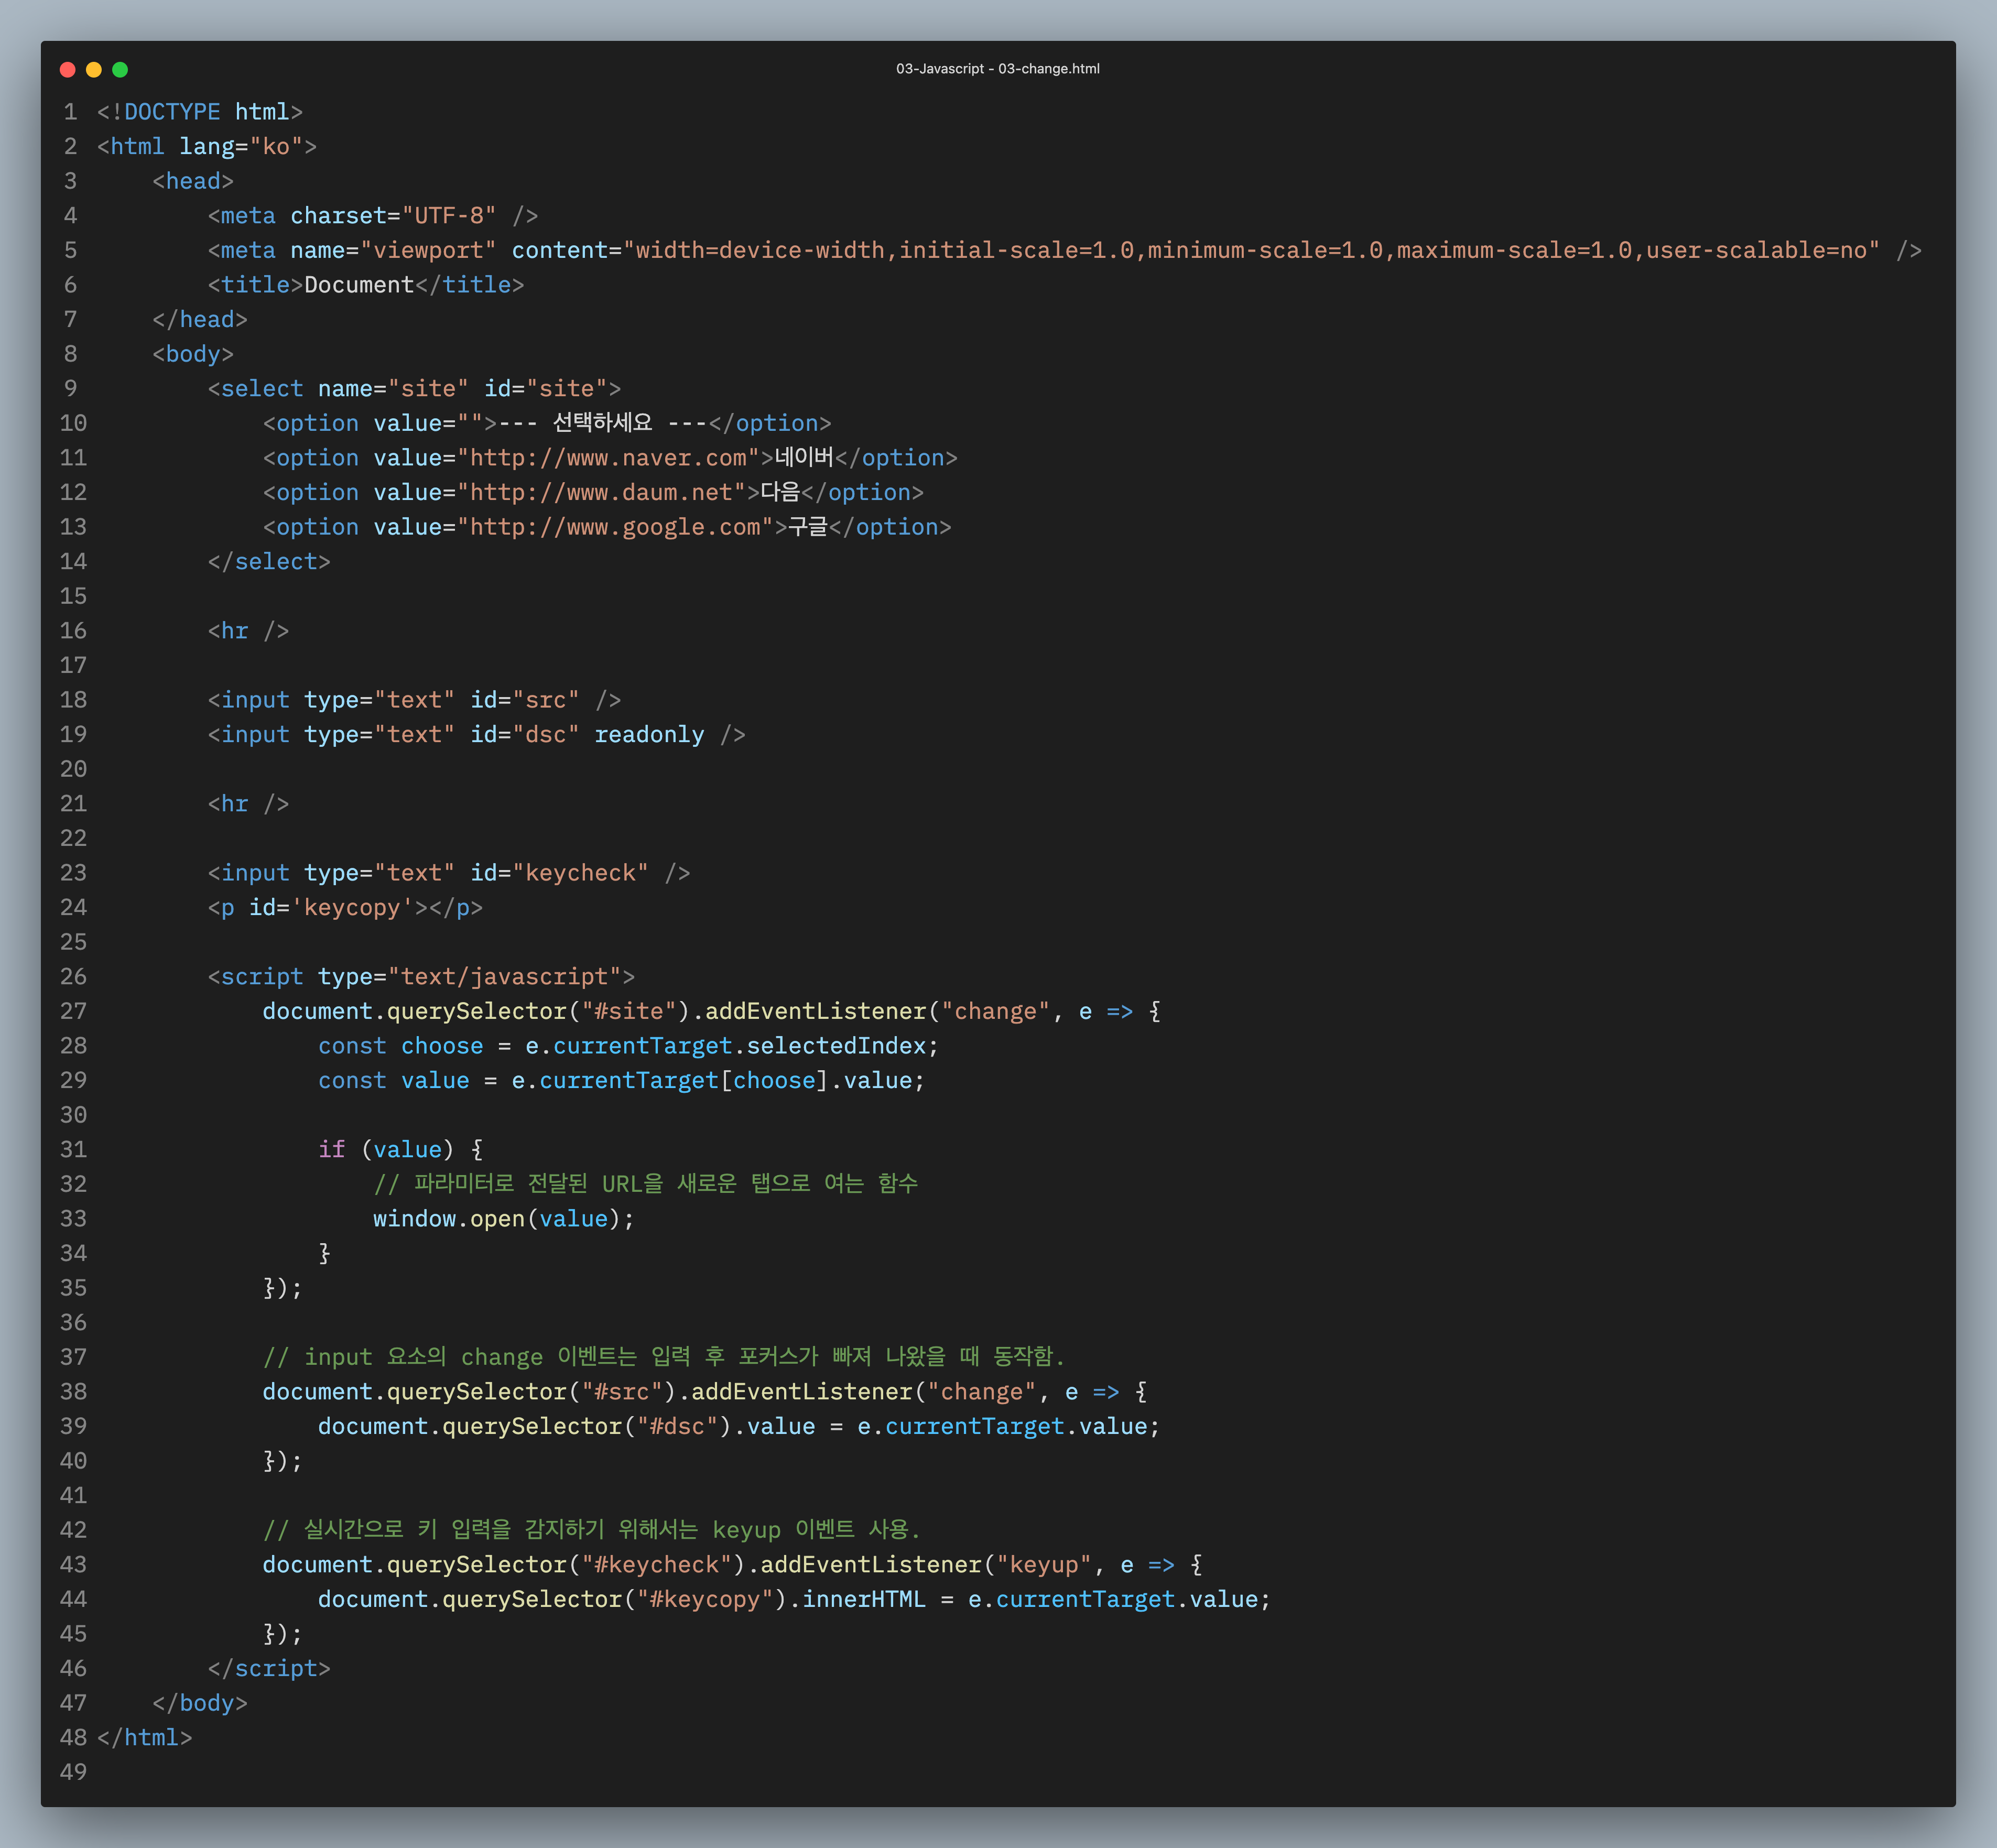 03-Javascript - 03-change.html
1 <!DOCTYPE html>
2 <html lang="ko">
3     <head>
4         <meta charset="UTF-8" />
5         <meta name="viewport" content="width=device-width,initial-scale=1.0,minimum-scale=1.0,maximum-scale=1.0,user-scalable=no" />
6         <title>Document</title>
7     </head>
8     <body>
9         <select name="site" id="site">
10             <option value="">--- 선택하세요 ---</option>
11             <option value="http://www.naver.com">네이버</option>
12             <option value="http://www.daum.net">다음</option>
13             <option value="http://www.google.com">구글</option>
14         </select>
15
16         <hr />
17
18         <input type="text" id="src" />
19         <input type="text" id="dsc" readonly />
20
21         <hr />
22
23         <input type="text" id="keycheck" />
24         <p id='keycopy'></p>
25
26         <script type="text/javascript">
27             document.querySelector("#site").addEventListener("change", e => {
28                 const choose = e.currentTarget.selectedIndex;
29                 const value = e.currentTarget[choose].value;
30
31                 if (value) {
32                     // 파라미터로 전달된 URL을 새로운 탭으로 여는 함수
33                     window.open(value);
34                 }
35             });
36
37             // input 요소의 change 이벤트는 입력 후 포커스가 빠져 나왔을 때 동작함.
38             document.querySelector("#src").addEventListener("change", e => {
39                 document.querySelector("#dsc").value = e.currentTarget.value;
40             });
41
42             // 실시간으로 키 입력을 감지하기 위해서는 keyup 이벤트 사용.
43             document.querySelector("#keycheck").addEventListener("keyup", e => {
44                 document.querySelector("#keycopy").innerHTML = e.currentTarget.value;
45             });
46         </script>
47     </body>
48 </html>
49